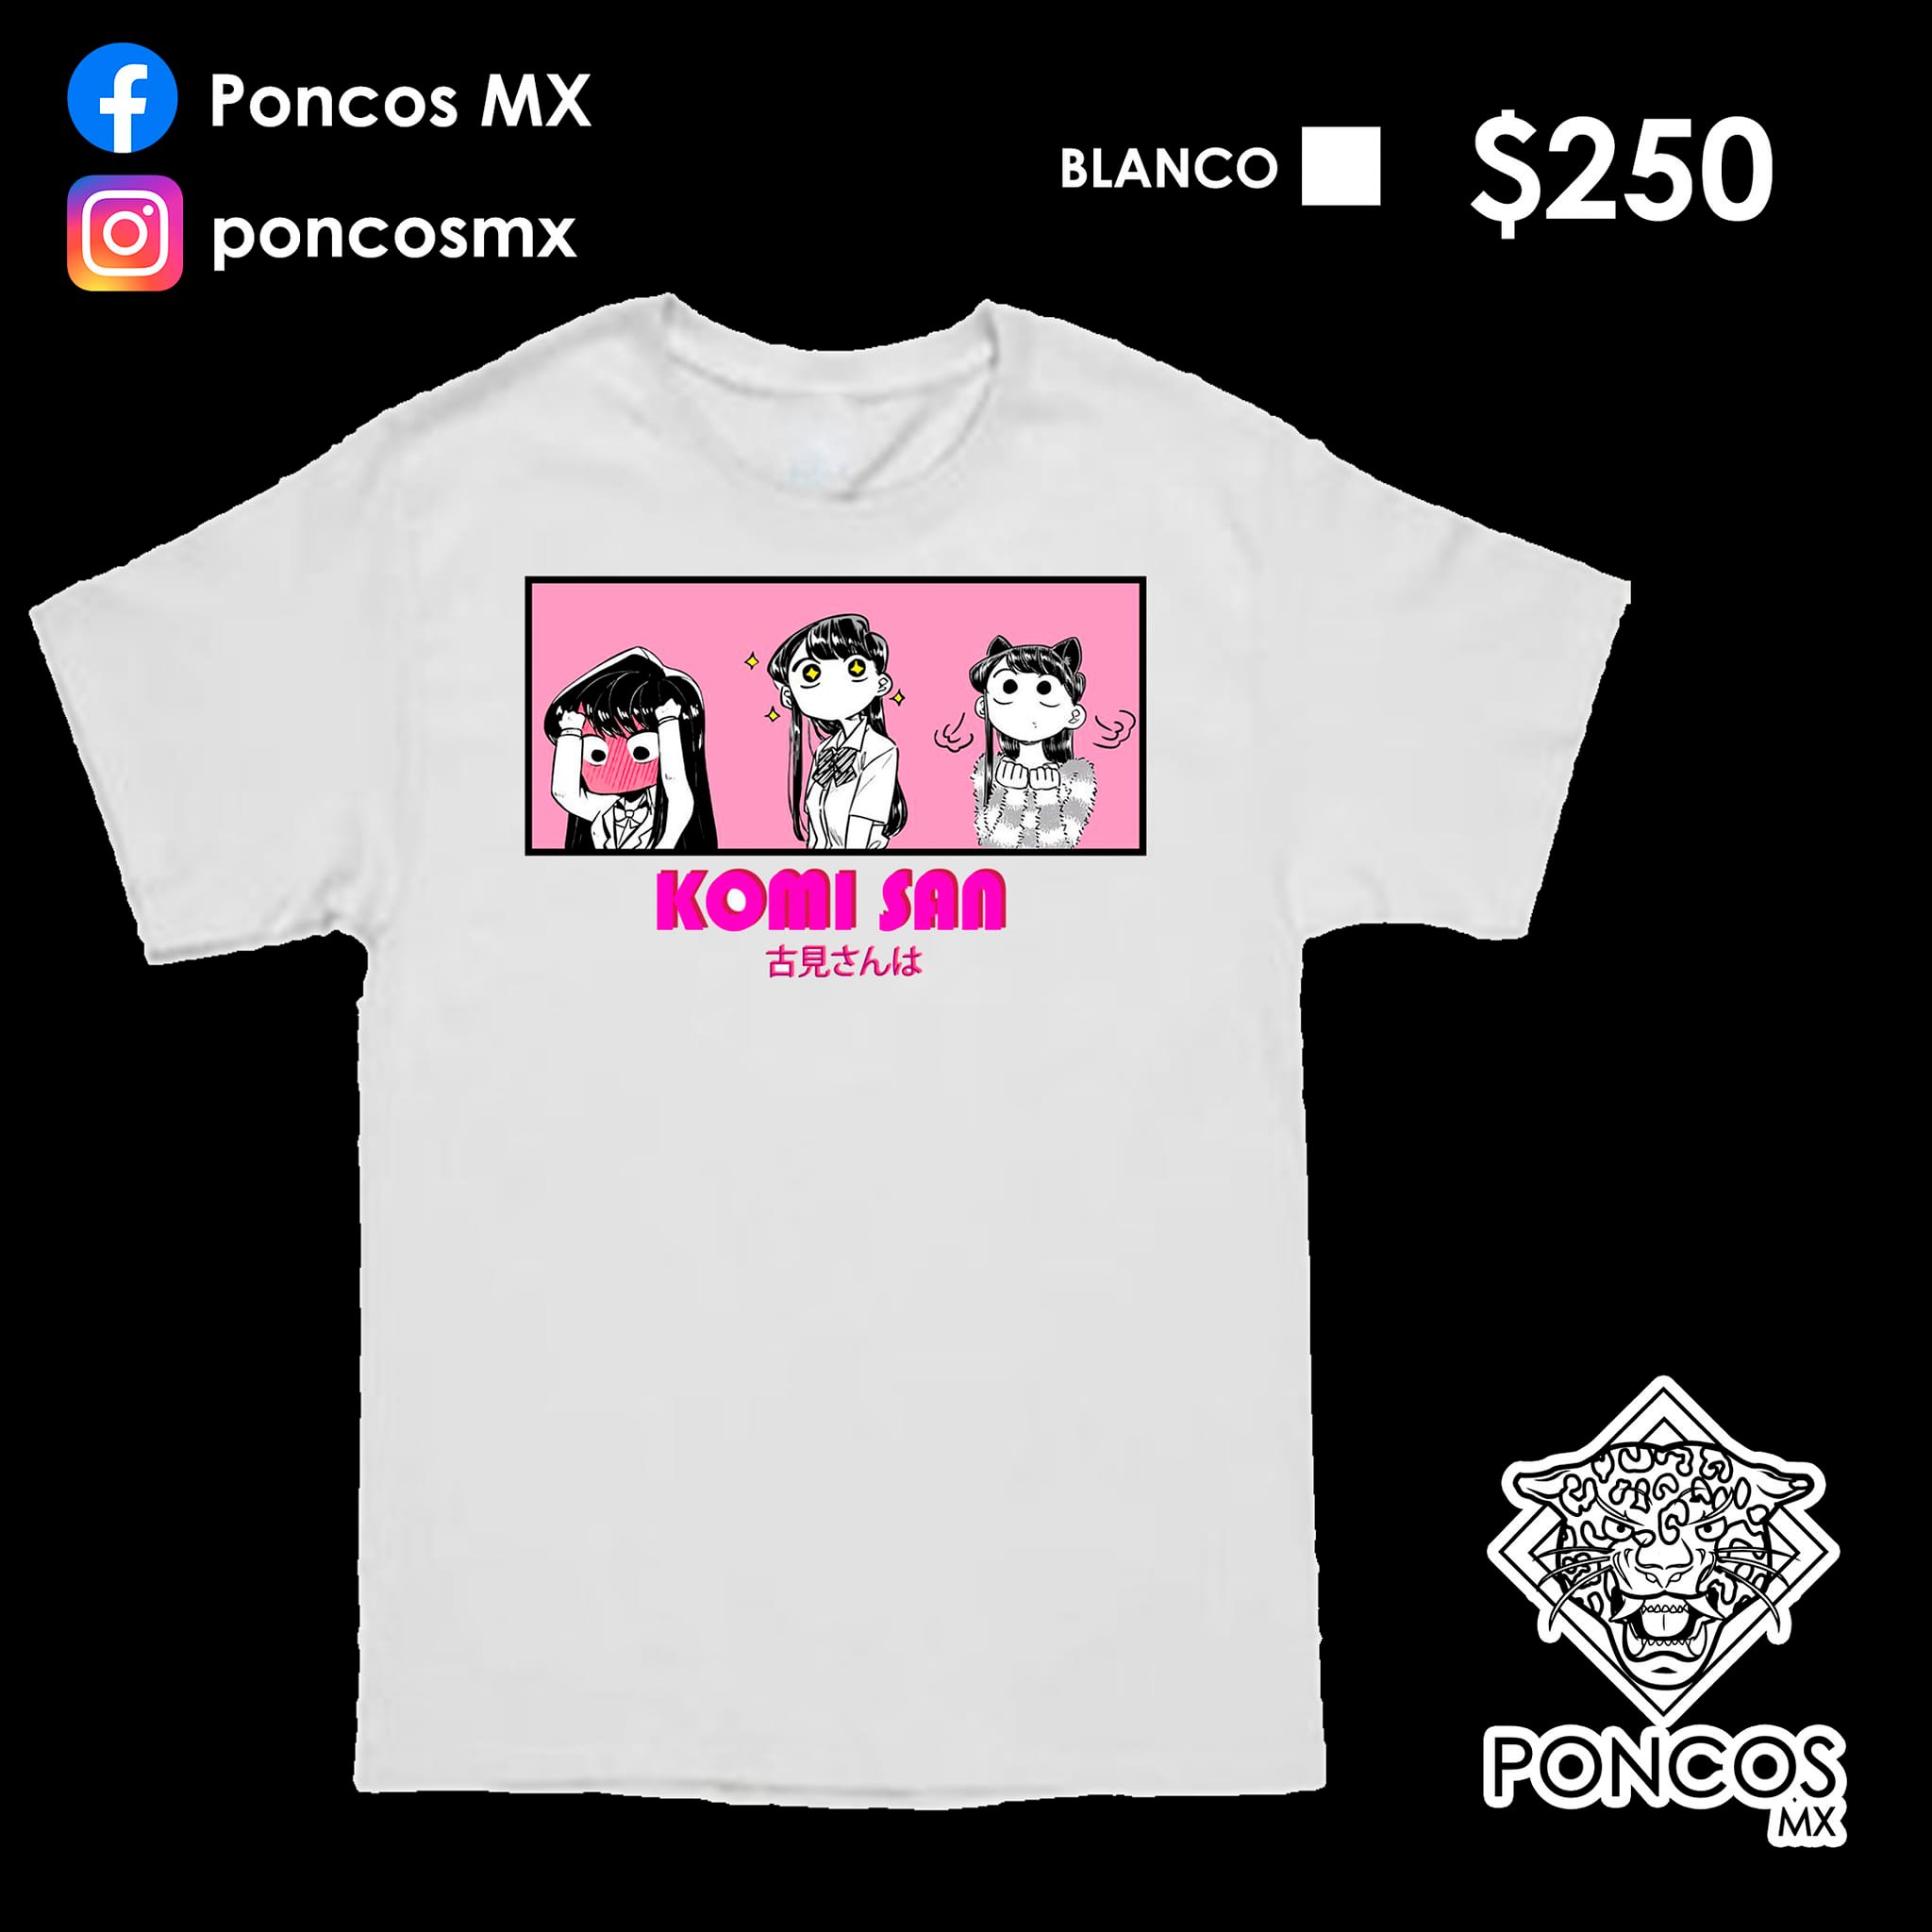 Poncos MX
poncosmx
BLANCO
$250
KOMI SAN
古見さんは
PONCOS
MX